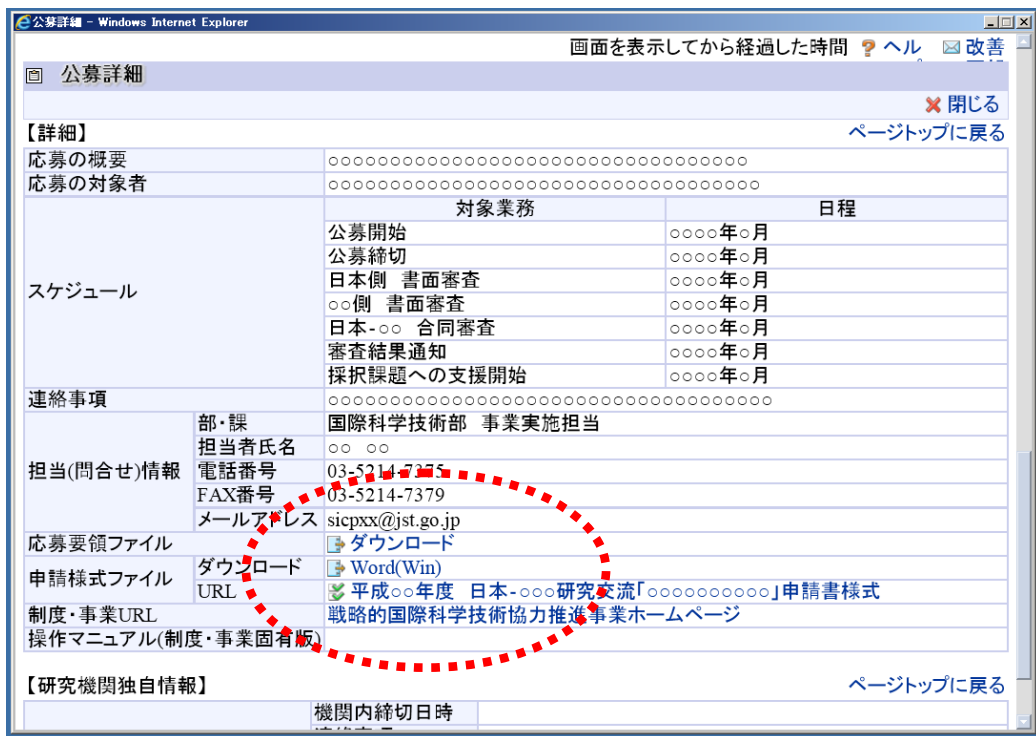 公募詳細 - Windows Internet Explorer
画面を表示してから経過した時間 ヘル 改善
公募詳細
閉じる
【詳細】 ページトップに戻る
応募の概要 ○○○○○○○○○○○○○○○○○○○○○○○○○○○○○○○○○○
応募の対象者 ○○○○○○○○○○○○○○○○○○○○○○○○○○○○○○○○○○○
スケジュール
対象業務 日程
公募開始 ○○○○年○月
公募締切 ○○○○年○月
日本側 書面審査 ○○○○年○月
○○側 書面審査 ○○○○年○月
日本-○○ 合同審査 ○○○○年○月
審査結果通知 ○○○○年○月
採択課題への支援開始 ○○○○年○月
連絡事項 ○○○○○○○○○○○○○○○○○○○○○○○○○○○○○○○○○○○○
担当(問合せ)情報
部・課 国際科学技術部 事業実施担当
担当者氏名 ○○ ○○
電話番号 03-5214-7375
FAX番号 03-5214-7379
メールアドレス sicpxx@jst.go.jp
応募要領ファイル ダウンロード
申請様式ファイル
ダウンロード Word(Win)
URL 平成○○年度 日本-○○○研究交流「○○○○○○○○○○」申請書様式
制度・事業URL 戦略的国際科学技術協力推進事業ホームページ
操作マニュアル(制度・事業固有版)
【研究機関独自情報】 ページトップに戻る
機関内締切日時